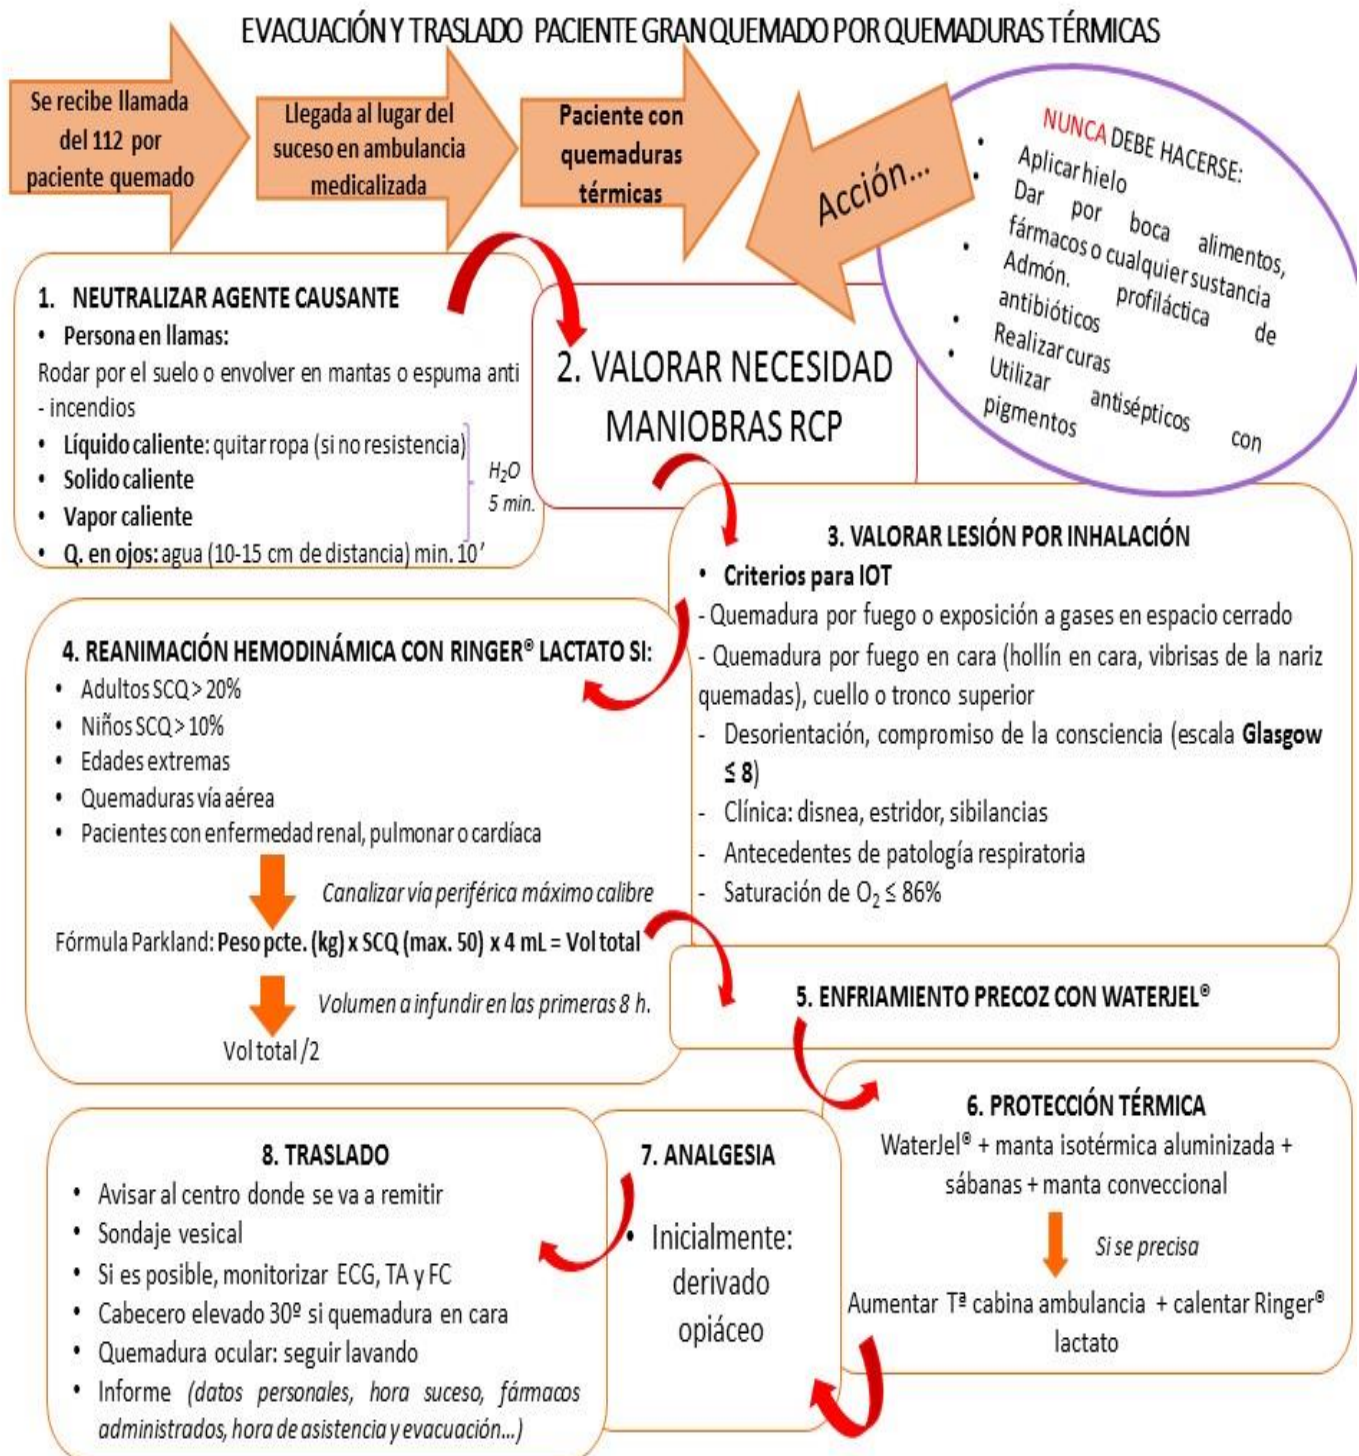 EVACUACIÓN Y TRASLADO PACIENTE GRAN QUEMADO POR QUEMADURAS TÉRMICAS
Se recibe llamada
del 112 por
paciente quemado
Llegada al lugar del
suceso en ambulancia
medicalizada
Paciente con
quemaduras
térmicas
Acción...
NUNCA DEBE HACERSE:
• Aplicar hielo
• Dar por boca alimentos,
fármacos o cualquier sustancia
• Admón. profiláctica de
antibióticos
• Realizar curas
• Utilizar antisépticos con
pigmentos
1. NEUTRALIZAR AGENTE CAUSANTE
• Persona en llamas:
Rodar por el suelo o envolver en mantas o espuma anti
- incendios
• Líquido caliente: quitar ropa (si no resistencia)
• Solido caliente
• Vapor caliente
H₂O
5 min.
• Q. en ojos: agua (10-15 cm de distancia) min. 10'
2. VALORAR NECESIDAD
MANIOBRAS RCP
3. VALORAR LESIÓN POR INHALACIÓN
• Criterios para IOT
- Quemadura por fuego o exposición a gases en espacio cerrado
- Quemadura por fuego en cara (hollín en cara, vibrisas de la nariz
quemadas), cuello o tronco superior
- Desorientación, compromiso de la consciencia (escala Glasgow
≤ 8)
- Clínica: disnea, estridor, sibilancias
- Antecedentes de patología respiratoria
- Saturación de O₂ ≤ 86%
4. REANIMACIÓN HEMODINÁMICA CON RINGER® LACTATO SI:
• Adultos SCQ > 20%
• Niños SCQ > 10%
• Edades extremas
• Quemaduras vía aérea
• Pacientes con enfermedad renal, pulmonar o cardíaca
Canalizar vía periférica máximo calibre
Fórmula Parkland: Peso pcte. (kg) x SCQ (max. 50) x 4 mL = Vol total
Volumen a infundir en las primeras 8 h.
Vol total /2
5. ENFRIAMIENTO PRECOZ CON WATERJEL®
6. PROTECCIÓN TÉRMICA
WaterJel® + manta isotérmica aluminizada +
sábanas + manta conveccional
Si se precisa
Aumentar Tª cabina ambulancia + calentar Ringer®
lactato
7. ANALGESIA
• Inicialmente:
derivado
opiáceo
8. TRASLADO
• Avisar al centro donde se va a remitir
• Sondaje vesical
• Si es posible, monitorizar ECG, TA y FC
• Cabecero elevado 30º si quemadura en cara
• Quemadura ocular: seguir lavando
• Informe (datos personales, hora suceso, fármacos
administrados, hora de asistencia y evacuación...)